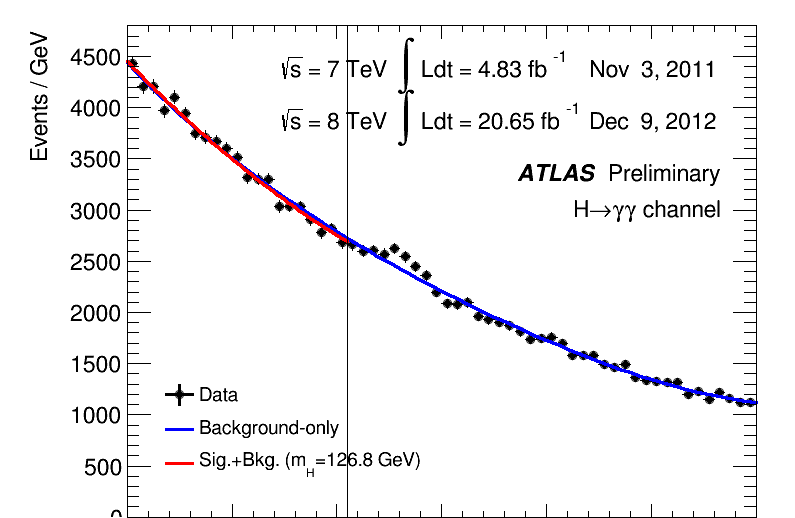 Events / GeV
4500
4000
3500
3000
2500
2000
1500
1000
500
0
√s = 7 TeV ∫ Ldt = 4.83 fb⁻¹ Nov 3, 2011
√s = 8 TeV ∫ Ldt = 20.65 fb⁻¹ Dec 9, 2012
ATLAS Preliminary
H→γγ channel
Data
Background-only
Sig.+Bkg. (m_H=126.8 GeV)